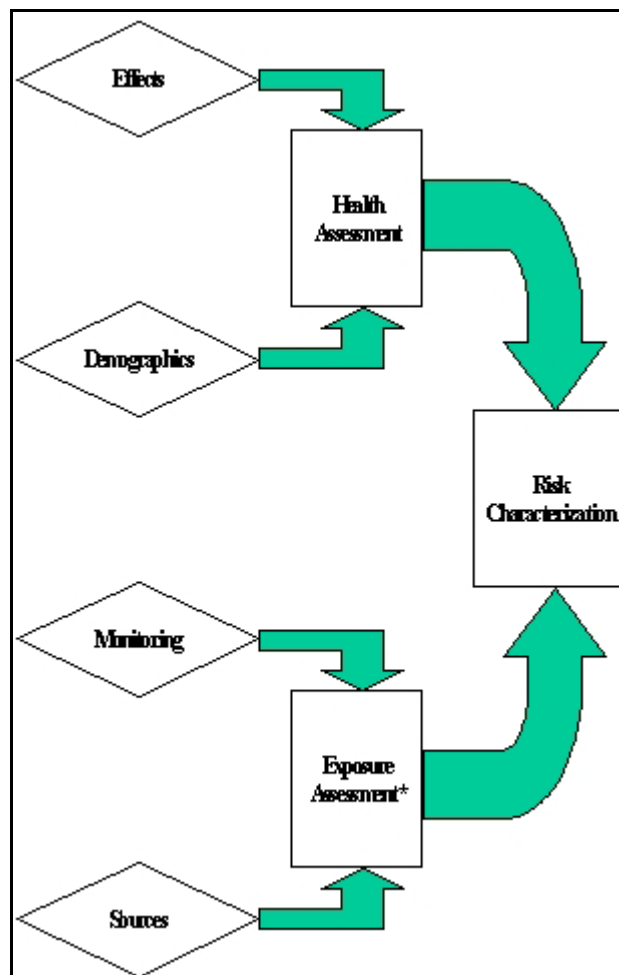 Effects
Health
Assessment
Demographics
Risk
Characterization
Monitoring
Exposure
Assessment*
Sources